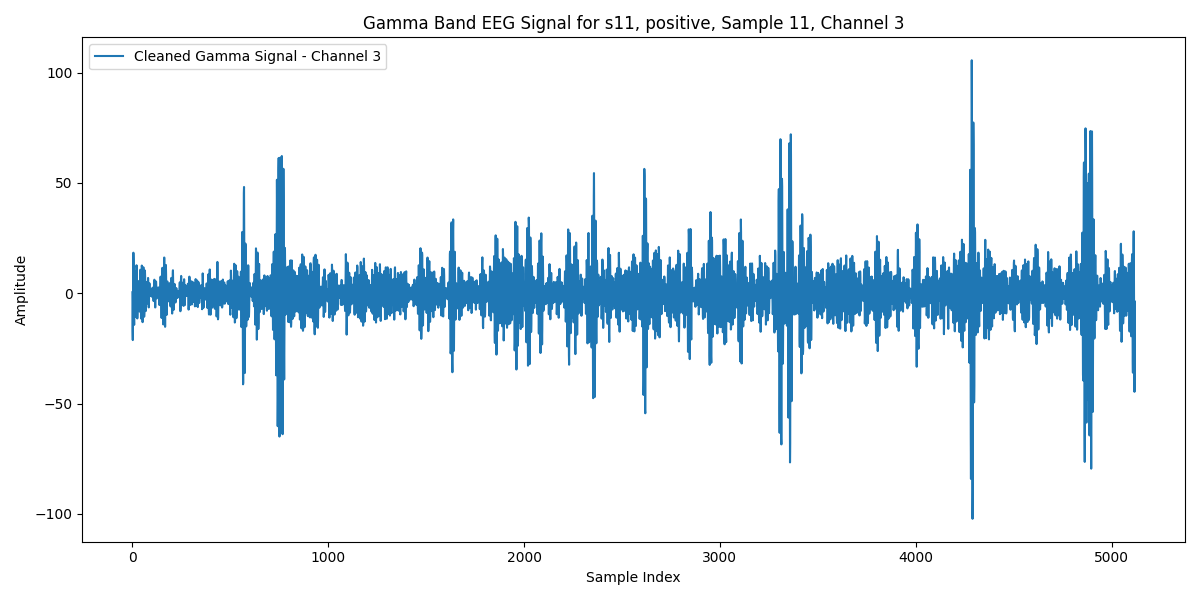 Gamma Band EEG Signal for s11, positive, Sample 11, Channel 3
Cleaned Gamma Signal - Channel 3
100
50
0
−50
−100
Amplitude
0 1000 2000 3000 4000 5000
Sample Index